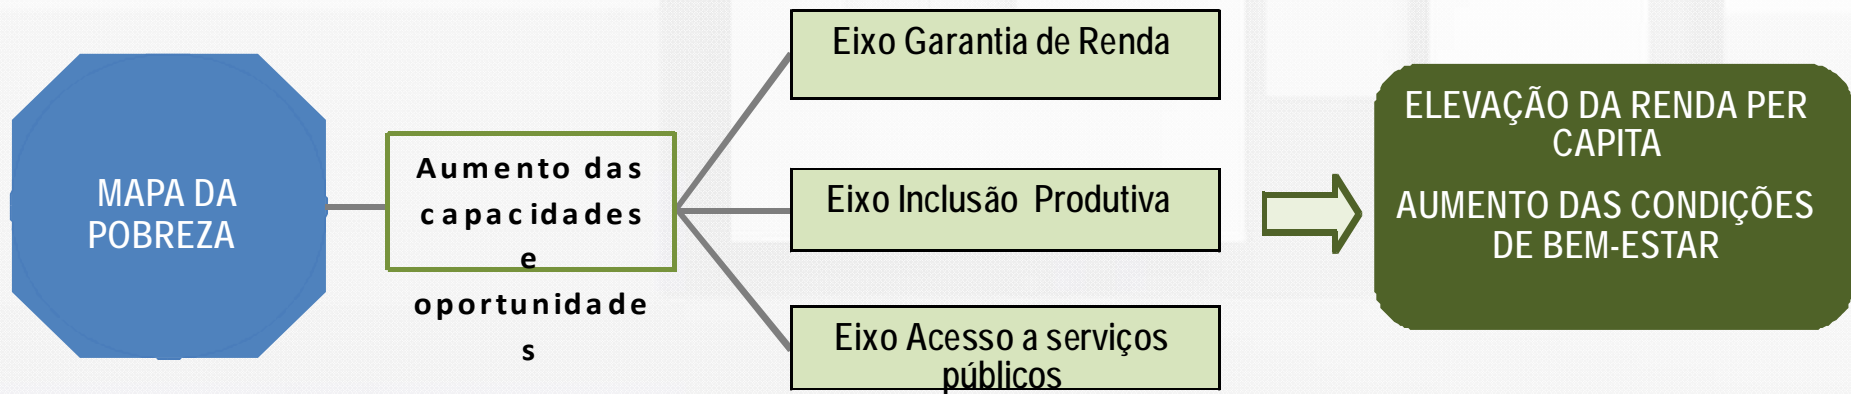 MAPA DA
POBREZA
Aumento das
capacidades
e
oportunidade
s
Eixo Garantia de Renda
Eixo Inclusão Produtiva
Eixo Acesso a serviços
públicos
ELEVAÇÃO DA RENDA PER
CAPITA
AUMENTO DAS CONDIÇÕES
DE BEM-ESTAR